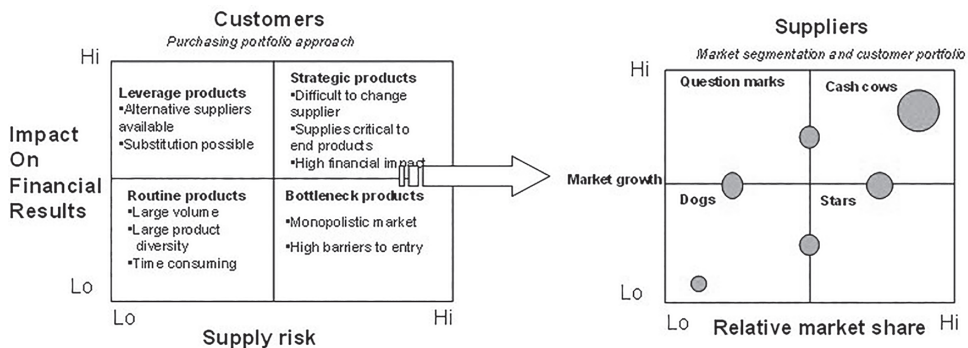 Customers
Purchasing portfolio approach
Hi
Leverage products
▪Alternative suppliers
available
▪Substitution possible
Strategic products
▪Difficult to change
supplier
▪Supplies critical to
end products
▪High financial impact
Impact
On
Financial
Results
Routine products
▪Large volume
▪Large product
diversity
▪Time consuming
Bottleneck products
▪Monopolistic market
▪High barriers to entry
Lo
Lo
Hi
Supply risk
Suppliers
Market segmentation and customer portfolio
Hi
Question marks
Cash cows
Market growth
Dogs
Stars
Lo
Lo
Hi
Relative market share